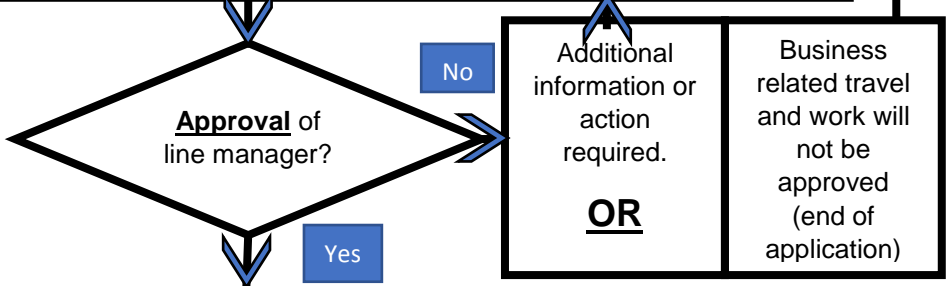 Approval of
line manager?
No
Yes
Additional
information or
action
required.
OR
Business
related travel
and work will
not be
approved
(end of
application)